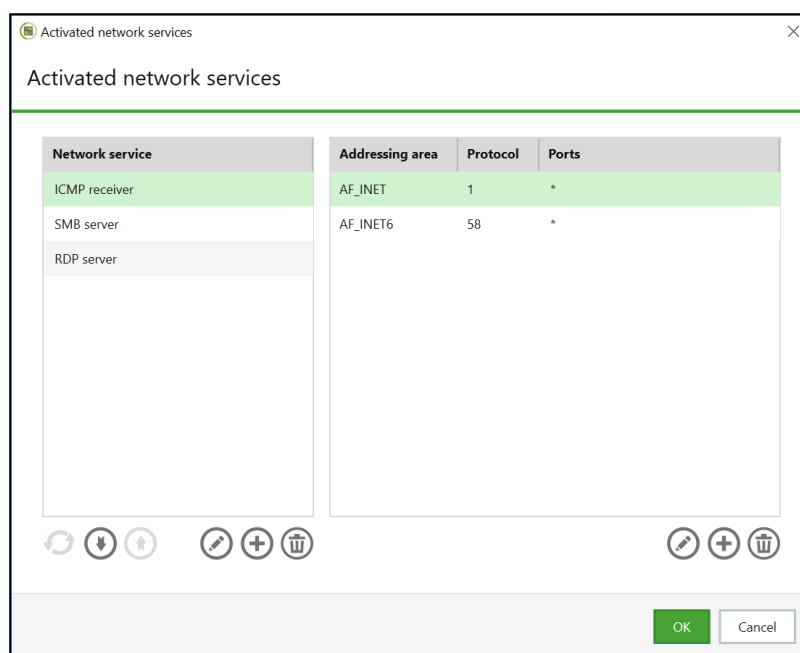 Activated network services
Activated network services
Network service
ICMP receiver
SMB server
RDP server
Addressing area Protocol Ports
AF_INET 1 *
AF_INET6 58 *
OK Cancel